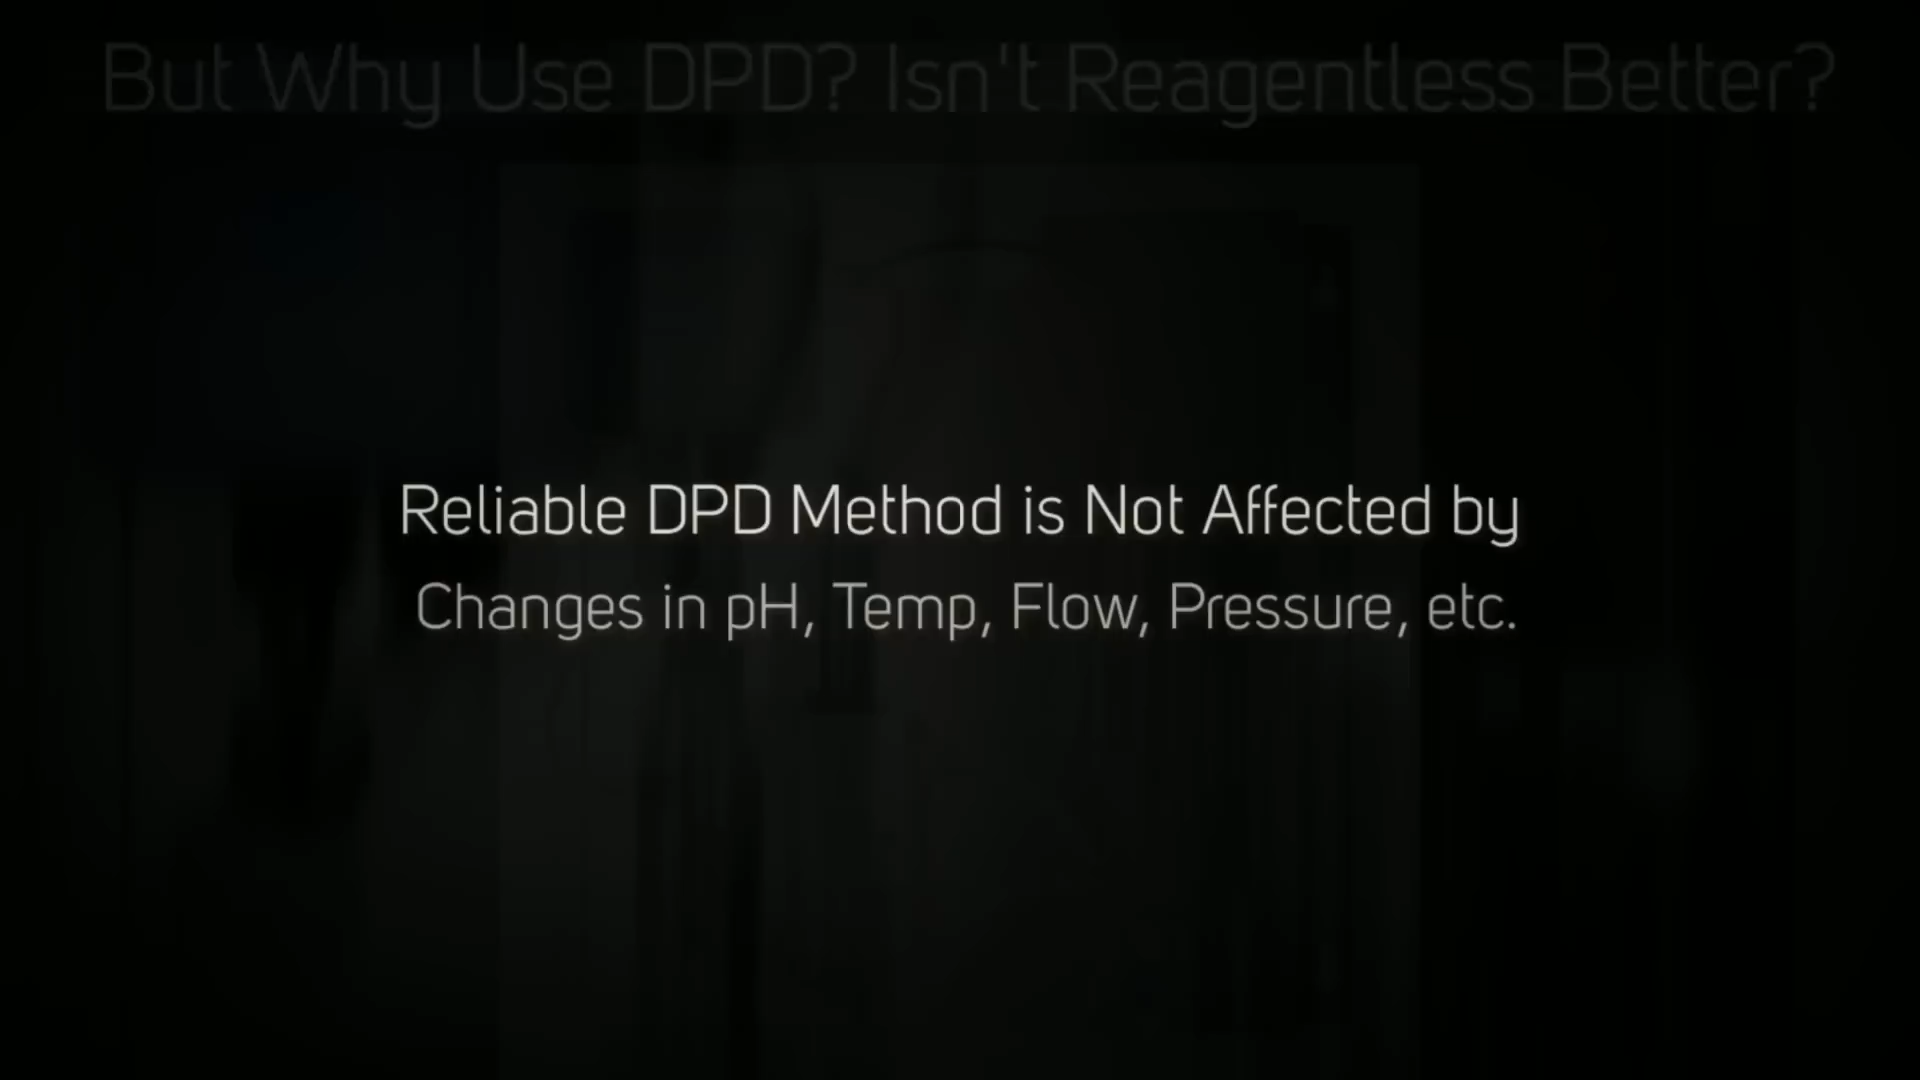 But Why Use DPD? Isn't Reagentless Better?
Reliable DPD Method is Not Affected by
Changes in pH, Temp, Flow, Pressure, etc.